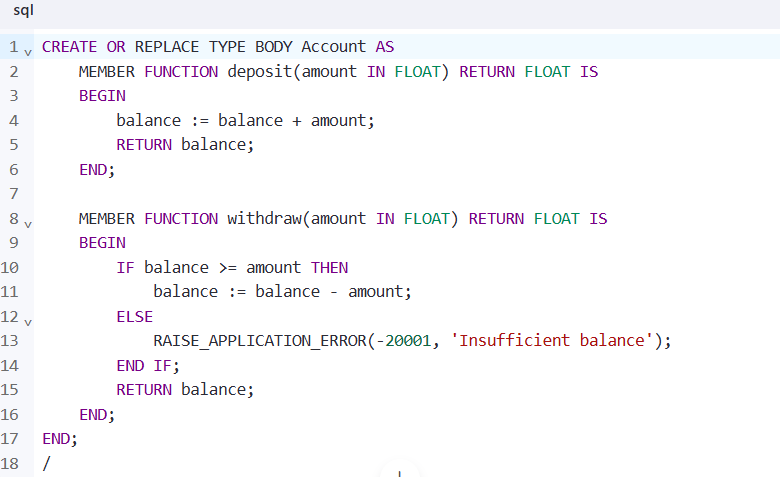 sql
1 CREATE OR REPLACE TYPE BODY Account AS
2 MEMBER FUNCTION deposit(amount IN FLOAT) RETURN FLOAT IS
3 BEGIN
4 balance := balance + amount;
5 RETURN balance;
6 END;
7
8 MEMBER FUNCTION withdraw(amount IN FLOAT) RETURN FLOAT IS
9 BEGIN
10 IF balance >= amount THEN
11 balance := balance - amount;
12 ELSE
13 RAISE_APPLICATION_ERROR(-20001, 'Insufficient balance');
14 END IF;
15 RETURN balance;
16 END;
17 END;
18 /